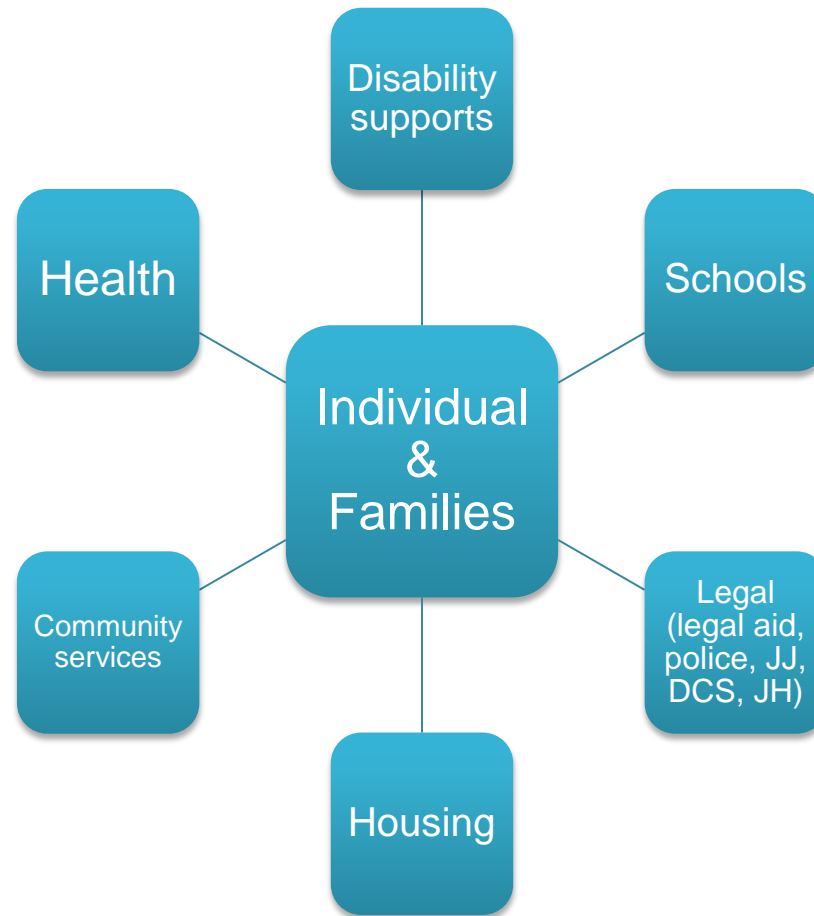 Disability
supports
Health
Schools
Individual
&
Families
Community
services
Legal
(legal aid,
police, JJ,
DCS, JH)
Housing